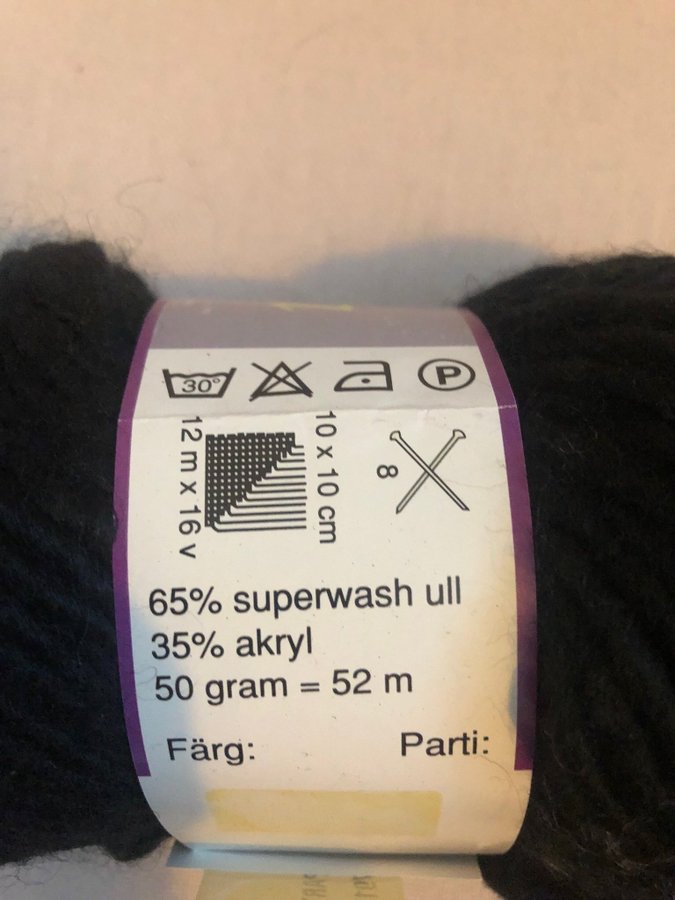 30°
P
12 m x 16 v
10 x 10 cm
8
65% superwash ull
35% akryl
50 gram = 52 m
Färg: Parti: